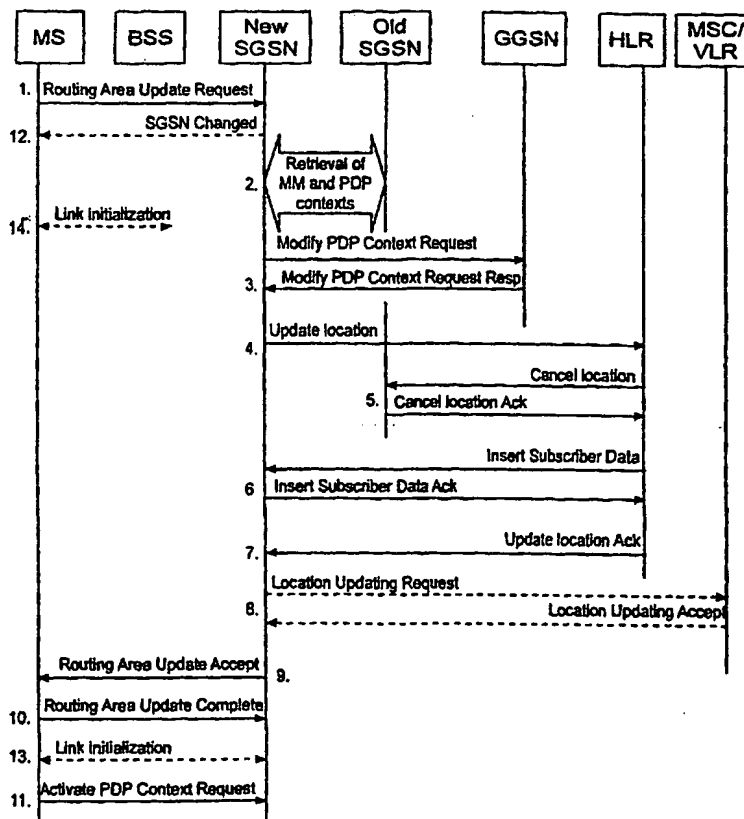 MS
BSS
New
SGSN
Old
SGSN
GGSN
HLR
MSC/
VLR
1. Routing Area Update Request
12. SGSN Changed
2. Retrieval of
MM and PDP
contexts
14. Link Initialization
Modify PDP Context Request
3. Modify PDP Context Request Resp
4. Update location
Cancel location
5. Cancel location Ack
Insert Subscriber Data
6 Insert Subscriber Data Ack
7. Update location Ack
Location Updating Request
8. Location Updating Accept
Routing Area Update Accept 9.
10. Routing Area Update Complete
13. Link Initialization
11. Activate PDP Context Request